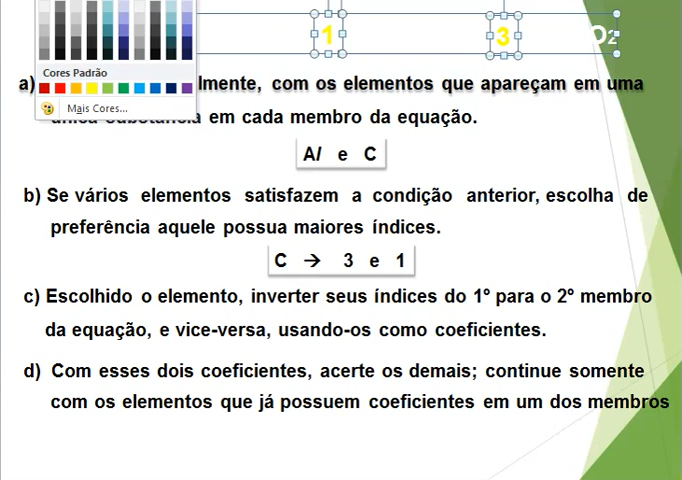 1 3 O2
Cores Padrão
a) lmente, com os elementos que apareçam em uma
Mais Cores...
em cada membro da equação.
Al e C
b) Se vários elementos satisfazem a condição anterior, escolha de
preferência aquele possua maiores índices.
C → 3 e 1
c) Escolhido o elemento, inverter seus índices do 1º para o 2º membro
da equação, e vice-versa, usando-os como coeficientes.
d) Com esses dois coeficientes, acerte os demais; continue somente
com os elementos que já possuem coeficientes em um dos membros